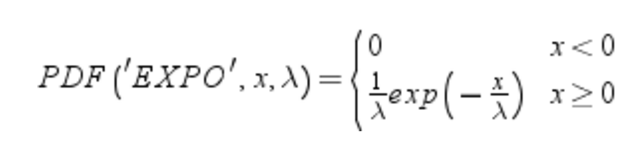 PDF ('EXPO', x, λ) = { 0 x < 0
1/λ exp(− x/λ) x ≥ 0